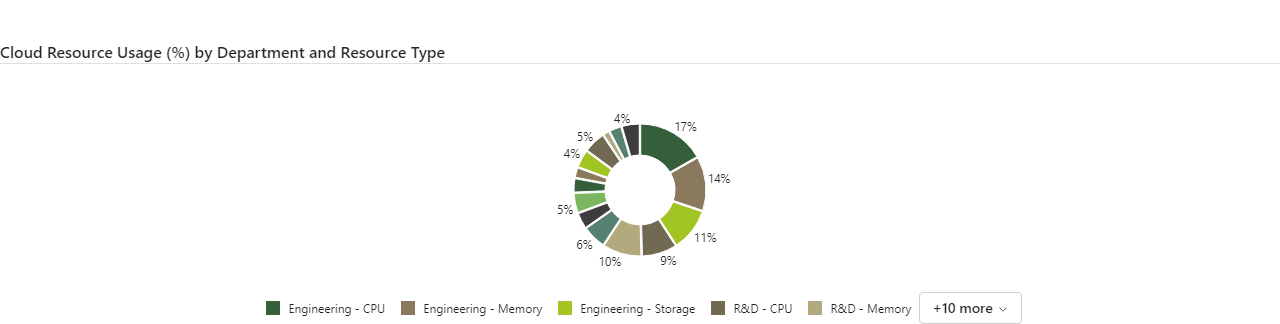 Cloud Resource Usage (%) by Department and Resource Type
4%
17%
5%
4%
14%
5%
11%
6%
10%
9%
Engineering - CPU
Engineering - Memory
Engineering - Storage
R&D - CPU
R&D - Memory
+10 more